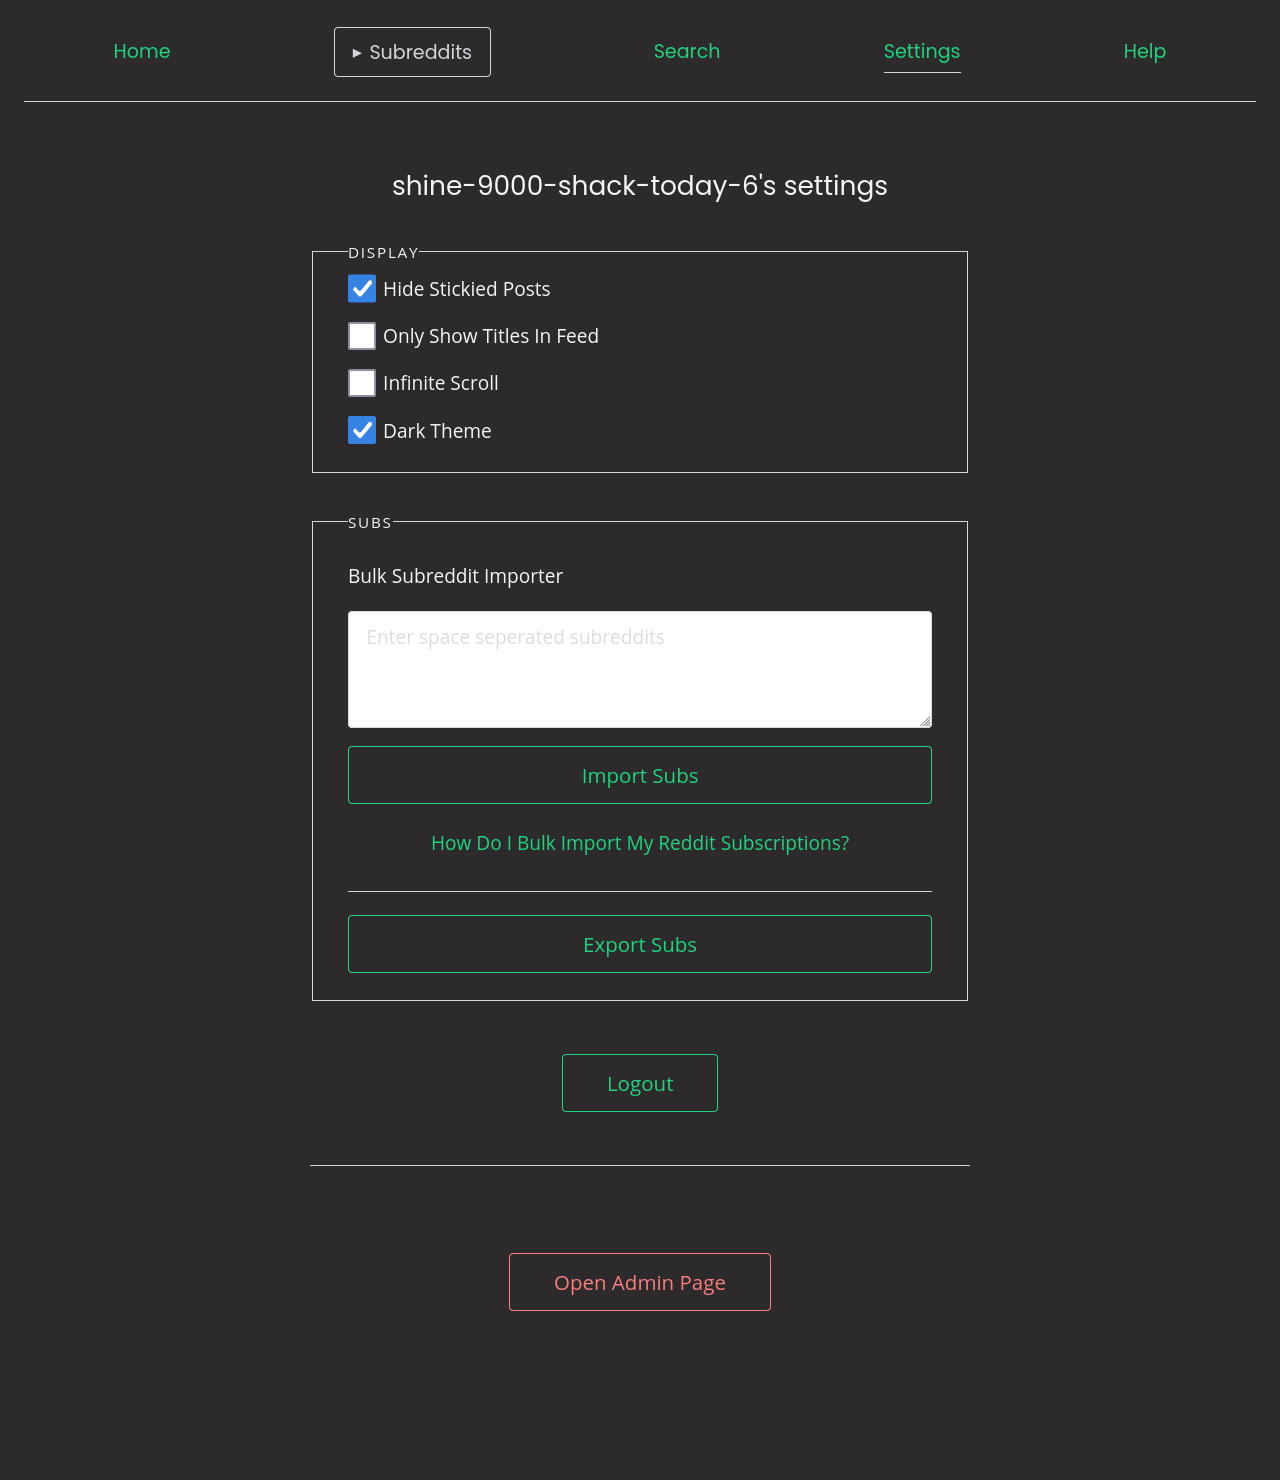 Home
▸ Subreddits
Search
Settings
Help
shine-9000-shack-today-6's settings
DISPLAY
Hide Stickied Posts
Only Show Titles In Feed
Infinite Scroll
Dark Theme
SUBS
Bulk Subreddit Importer
Enter space seperated subreddits
Import Subs
How Do I Bulk Import My Reddit Subscriptions?
Export Subs
Logout
Open Admin Page